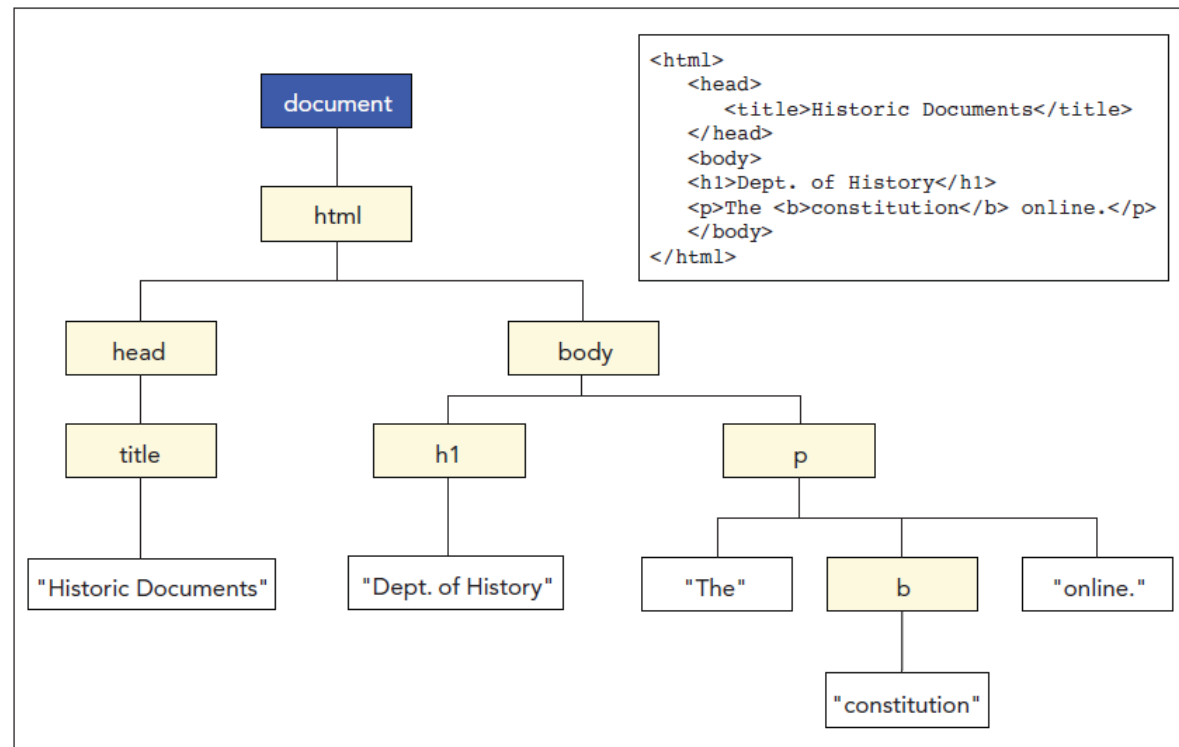 document
<html>
<head>
<title>Historic Documents</title>
</head>
<body>
<h1>Dept. of History</h1>
<p>The <b>constitution</b> online.</p>
</body>
</html>
html
head
body
title
h1
p
"Historic Documents"
"Dept. of History"
"The"
b
"online."
"constitution"